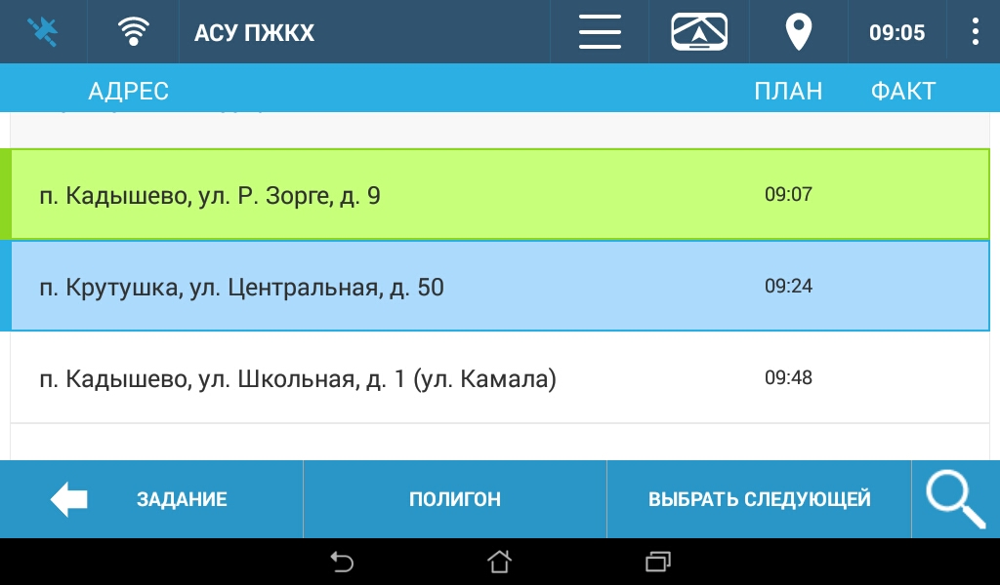 АСУ ПЖКХ
09:05
АДРЕС ПЛАН ФАКТ
п. Кадышево, ул. Р. Зорге, д. 9 09:07
п. Крутушка, ул. Центральная, д. 50 09:24
п. Кадышево, ул. Школьная, д. 1 (ул. Камала) 09:48
ЗАДАНИЕ ПОЛИГОН ВЫБРАТЬ СЛЕДУЮЩЕЙ